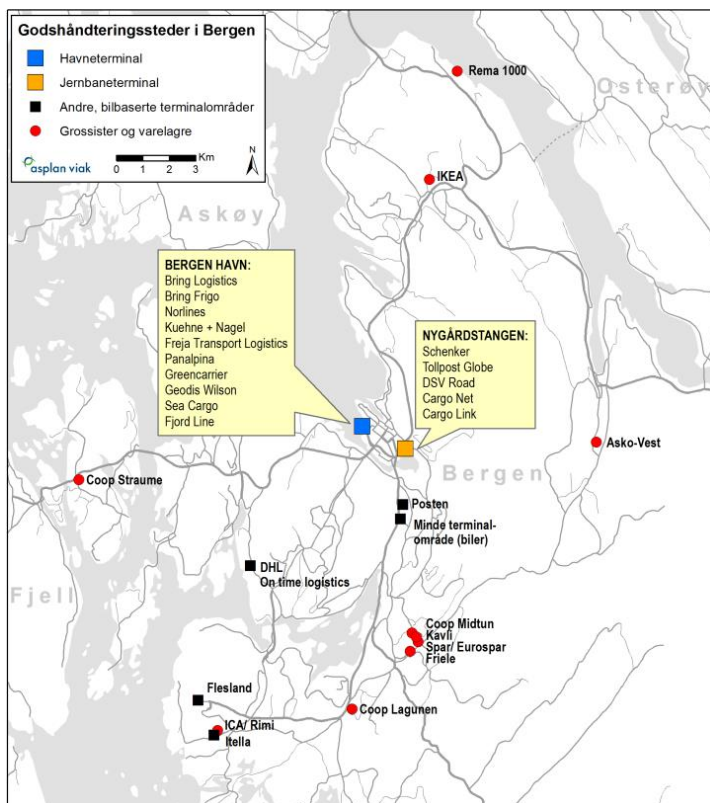 Godshåndteringssteder i Bergen
Havneterminal
Jernbaneterminal
Andre, bilbaserte terminalområder
Grossister og varelagre
asplan viak
0 1 2 3
Km
N
Rema 1000
Osterøy
IKEA
Askøy
BERGEN HAVN:
Bring Logistics
Bring Frigo
Norlines
Kuehne + Nagel
Freja Transport Logistics
Panalpina
Greencarrier
Geodis Wilson
Sea Cargo
Fjord Line
NYGÅRDSTANGEN:
Schenker
Tollpost Globe
DSV Road
Cargo Net
Cargo Link
Asko-Vest
Bergen
Coop Straume
Posten
Minde terminal-
område (biler)
DHL
On time logistics
Fjell
Coop Midtun
Kavli
Spar/ Eurospar
Friele
Flesland
Coop Lagunen
ICA/ Rimi
Itella